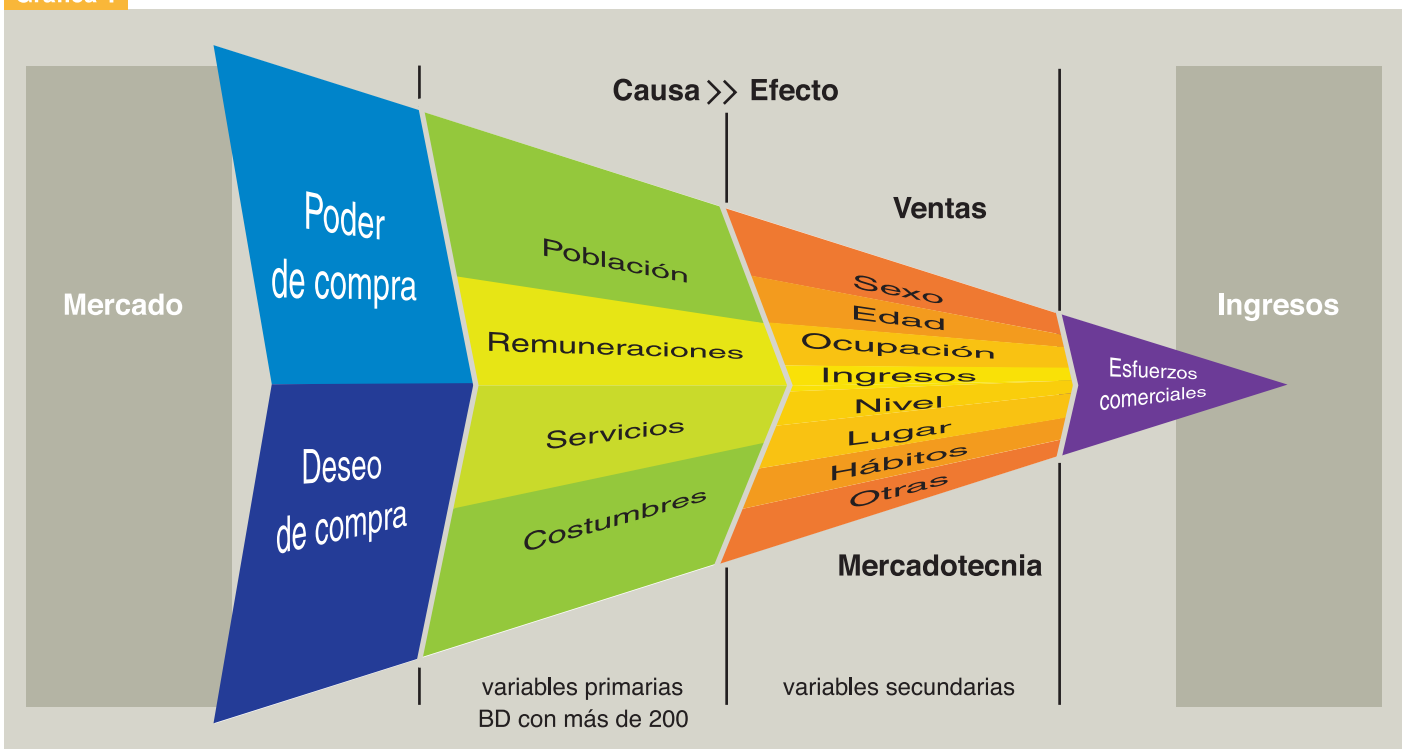 Causa >> Efecto
Mercado
Poder
de compra
Deseo
de compra
Población
Remuneraciones
Servicios
Costumbres
Ventas
Sexo
Edad
Ocupación
Ingresos
Nivel
Lugar
Hábitos
Otras
Mercadotecnia
Esfuerzos
comerciales
Ingresos
variables primarias
BD con más de 200
variables secundarias